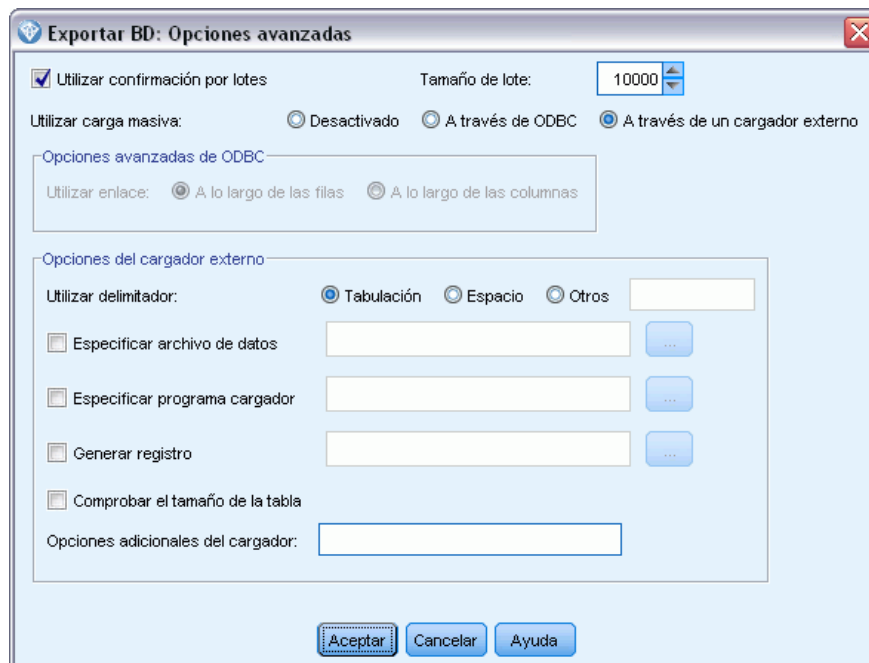 Exportar BD: Opciones avanzadas
Utilizar confirmación por lotes Tamaño de lote: 10000
Utilizar carga masiva: Desactivado A través de ODBC A través de un cargador externo
Opciones avanzadas de ODBC
Utilizar enlace: A lo largo de las filas A lo largo de las columnas
Opciones del cargador externo
Utilizar delimitador: Tabulación Espacio Otros
Especificar archivo de datos ...
Especificar programa cargador ...
Generar registro ...
Comprobar el tamaño de la tabla
Opciones adicionales del cargador:
Aceptar Cancelar Ayuda